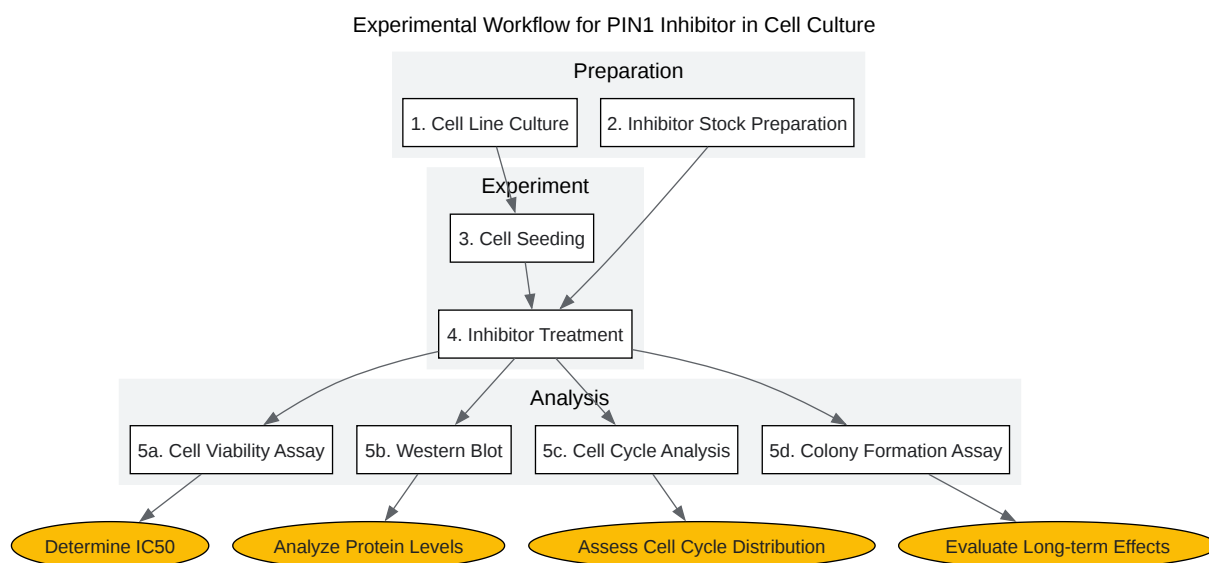 Experimental Workflow for PIN1 Inhibitor in Cell Culture
Preparation
1. Cell Line Culture
2. Inhibitor Stock Preparation
Experiment
3. Cell Seeding
4. Inhibitor Treatment
Analysis
5a. Cell Viability Assay
5b. Western Blot
5c. Cell Cycle Analysis
5d. Colony Formation Assay
Determine IC50
Analyze Protein Levels
Assess Cell Cycle Distribution
Evaluate Long-term Effects